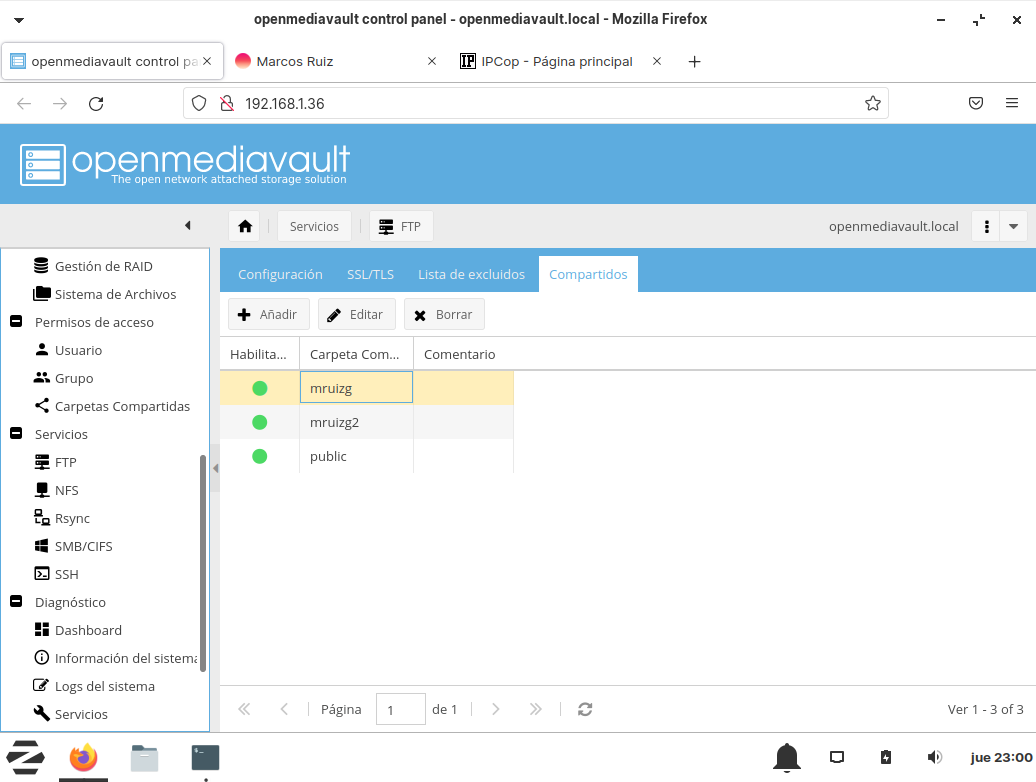 openmediavault control panel - openmediavault.local - Mozilla Firefox
openmediavault control pa
Marcos Ruiz
IP IPCop - Página principal
192.168.1.36
openmediavault
The open network attached storage solution
Servicios
FTP
openmediavault.local
Gestión de RAID
Sistema de Archivos
Permisos de acceso
Usuario
Grupo
Carpetas Compartidas
Servicios
FTP
NFS
Rsync
SMB/CIFS
SSH
Diagnóstico
Dashboard
Información del sistema
Logs del sistema
Servicios
Configuración
SSL/TLS
Lista de excluidos
Compartidos
Añadir
Editar
Borrar
Habilita...
Carpeta Com...
Comentario
mruizg
mruizg2
public
Página 1 de 1
Ver 1 - 3 of 3
jue 23:00